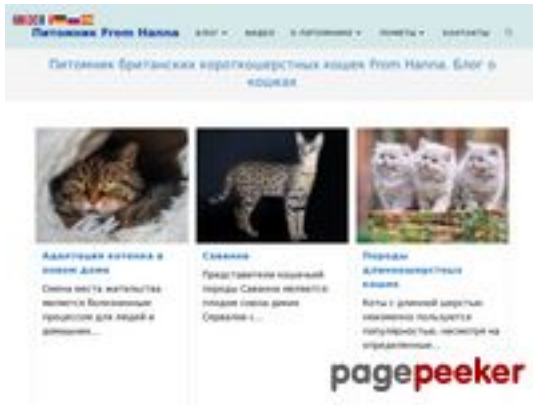 Питомник From Hanna БЛОГ ВИДЕО О ПИТОМНИКЕ ПОМЕТЫ КОНТАКТЫ
Питомник британских короткошерстных кошек From Hanna. Блог о
кошках
Адаптация котенка в
новом доме
Смена места жительства
является болезненным
процессом для людей и
домашних...
Саванна
Представители кошачьей
породы Саванна являются
плодом союза диких
Сервалов с...
Породы
длинношерстных
кошек
Коты с длинной шерстью
неизменно пользуются
популярностью, несмотря на
определенные...
pagepeeker